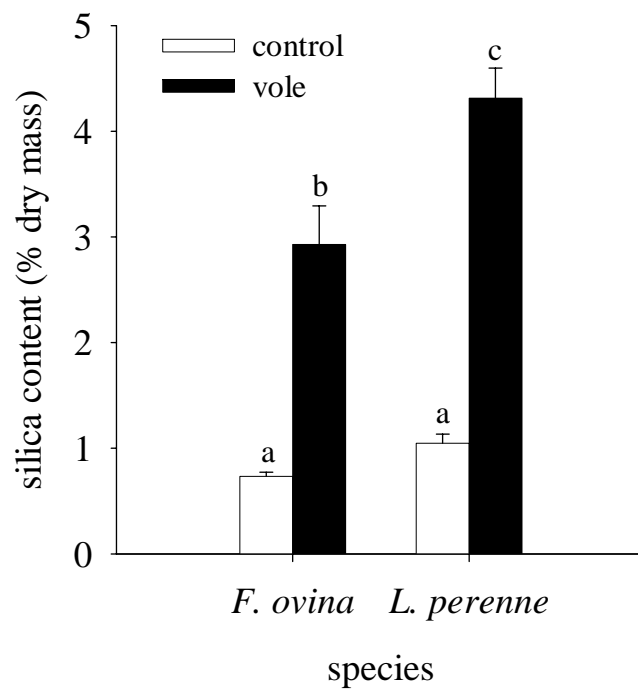 5
control
vole
c
4
silica content (% dry mass)
b
3
2
a
a
1
0
F. ovina L. perenne
species